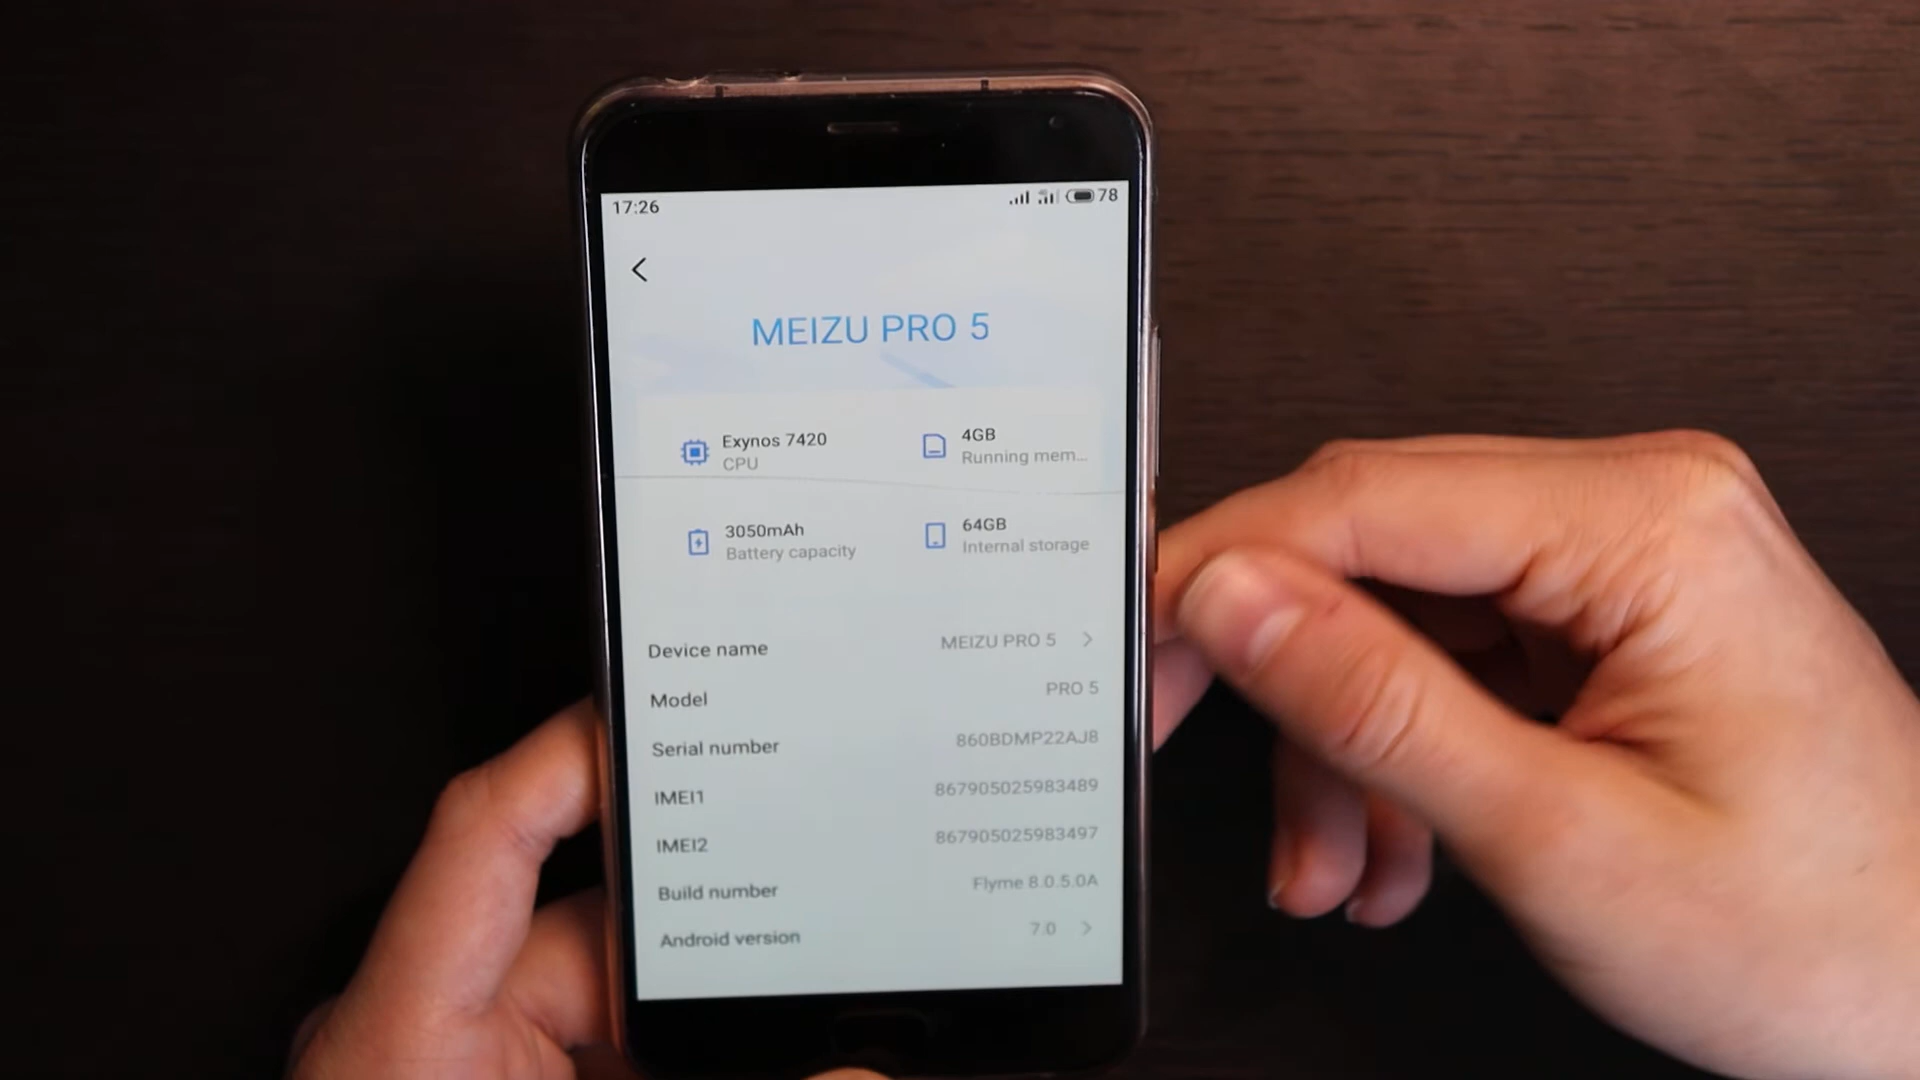 17:26
78
MEIZU PRO 5
Exynos 7420
CPU
4GB
Running mem...
3050mAh
Battery capacity
64GB
Internal storage
Device name
MEIZU PRO 5
Model
PRO 5
Serial number
860BDMP22AJ8
IMEI1
867905025983489
IMEI2
867905025983497
Build number
Flyme 8.0.5.0A
Android version
7.0